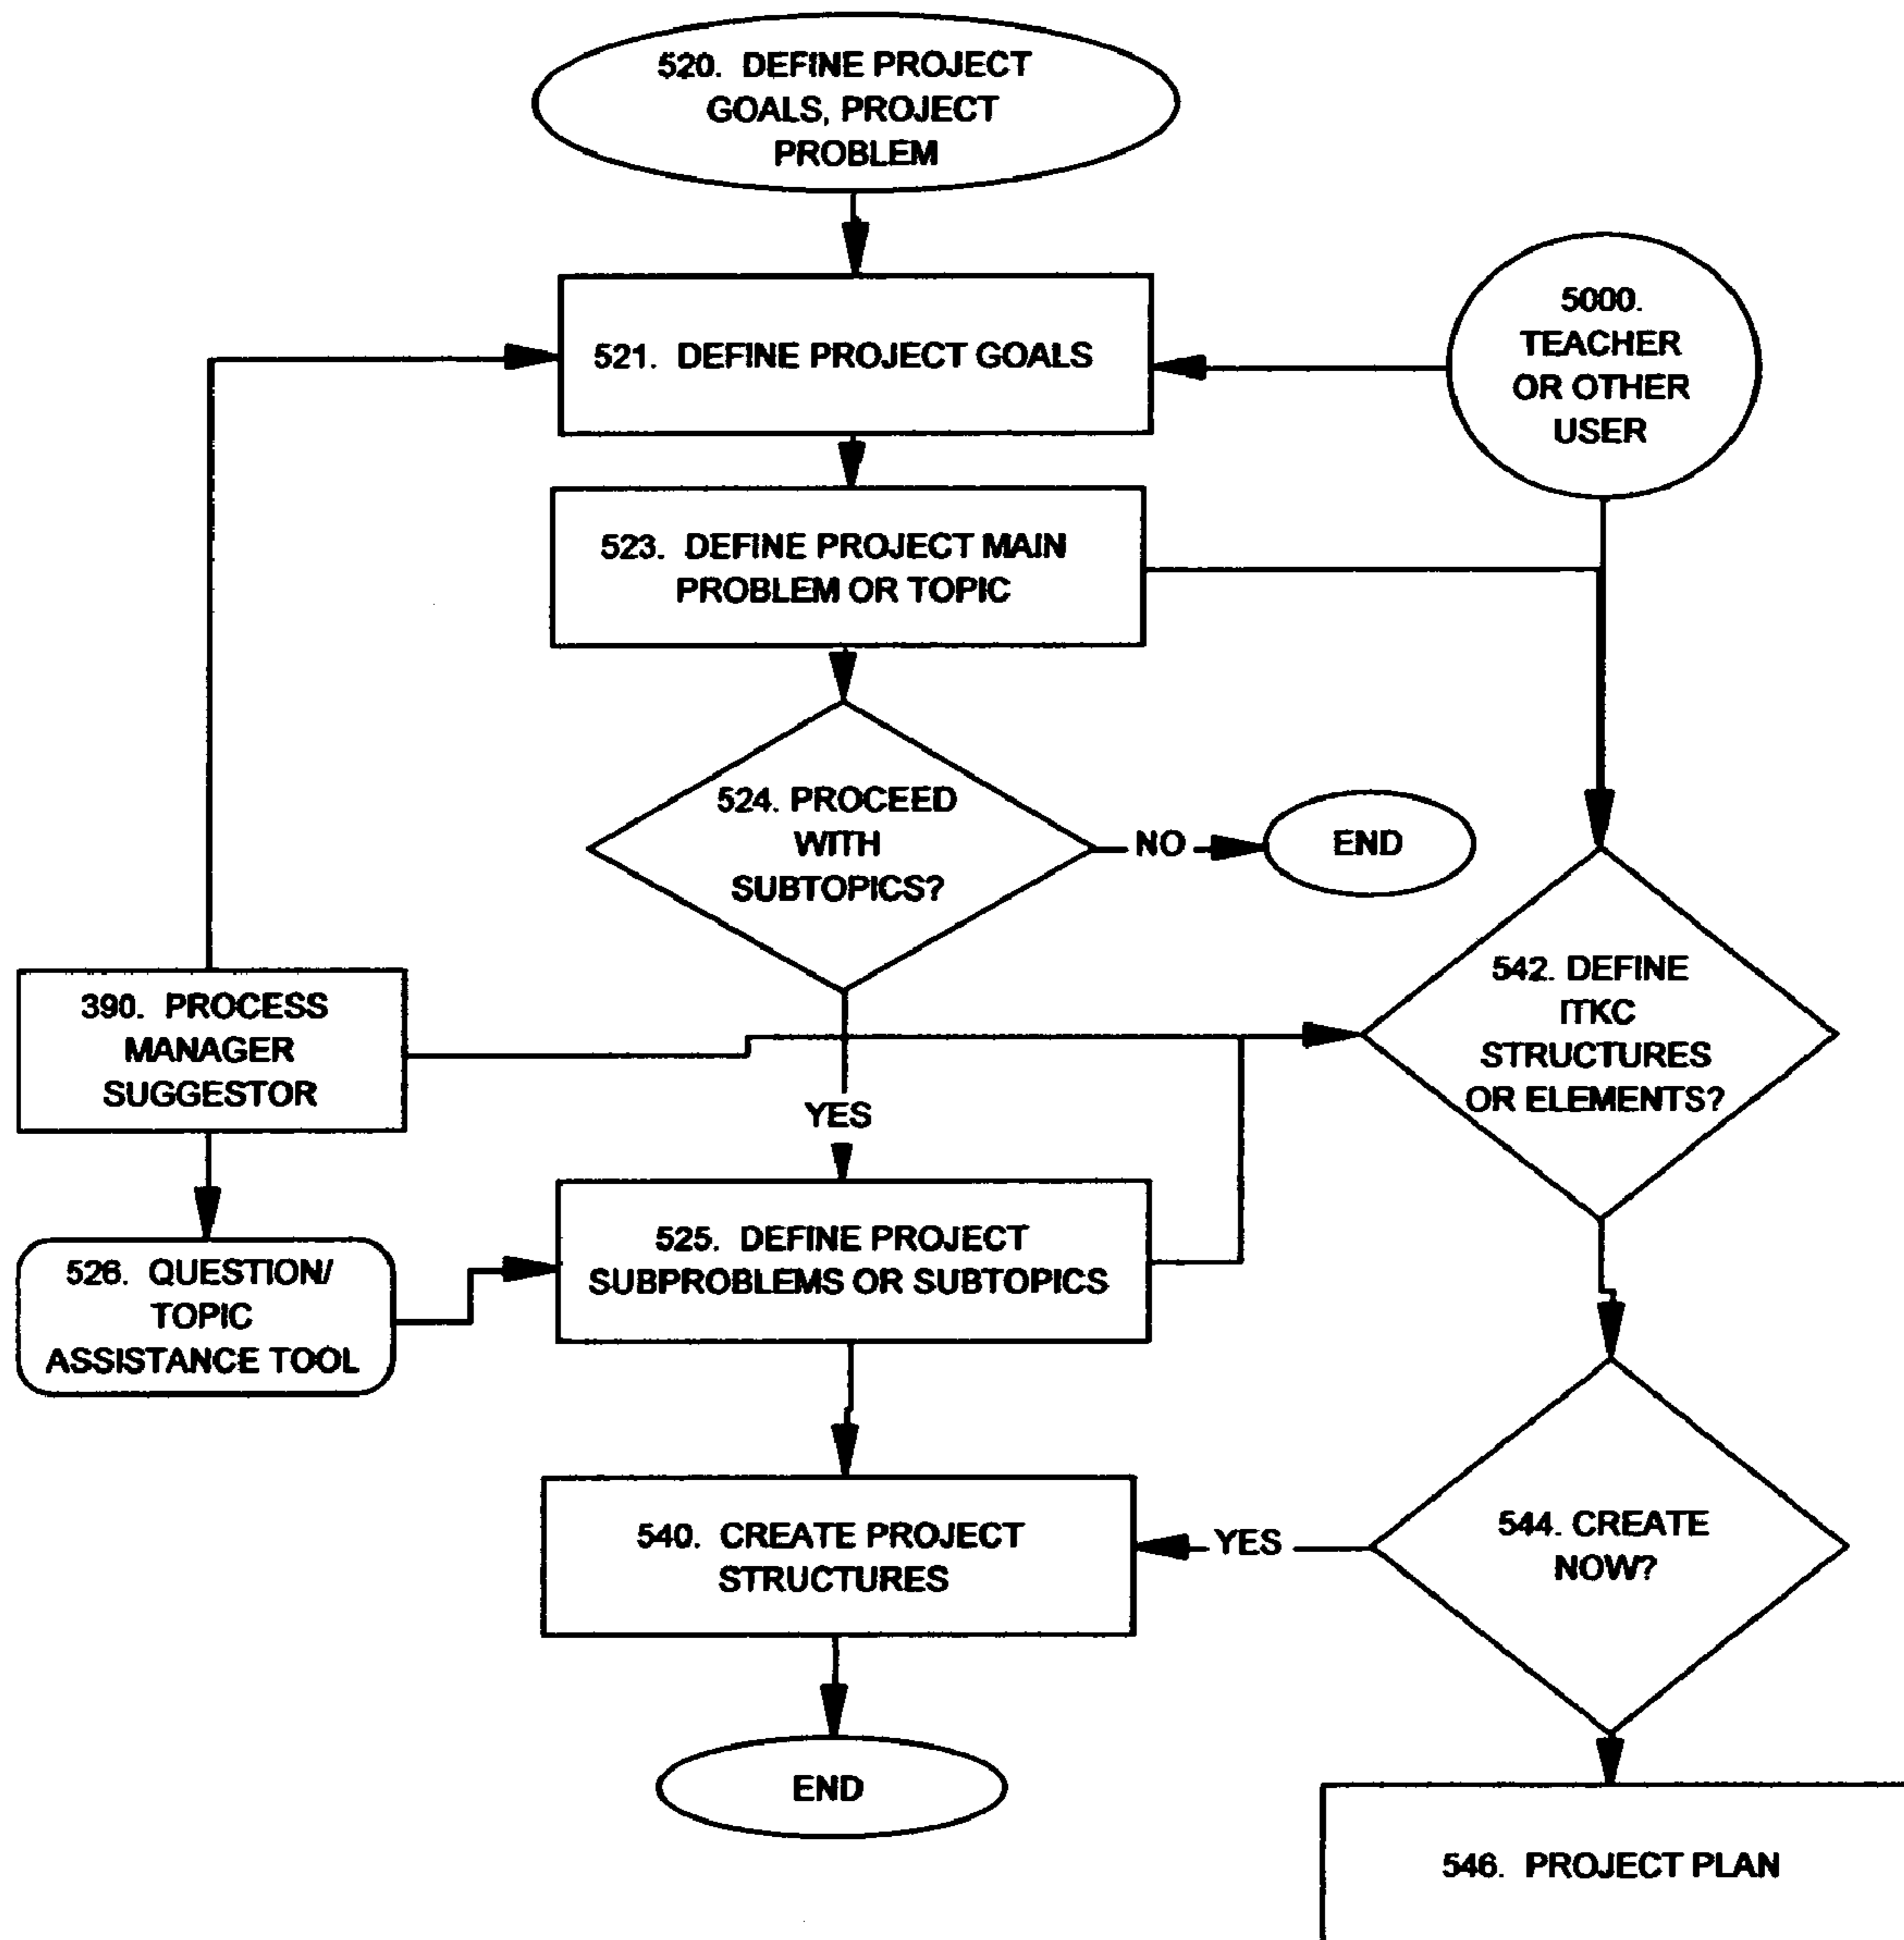 520. DEFINE PROJECT
GOALS, PROJECT
PROBLEM
521. DEFINE PROJECT GOALS
5000.
TEACHER
OR OTHER
USER
523. DEFINE PROJECT MAIN
PROBLEM OR TOPIC
524. PROCEED
WITH
SUBTOPICS?
NO
END
542. DEFINE
ITKC
STRUCTURES
OR ELEMENTS?
390. PROCESS
MANAGER
SUGGESTOR
YES
525. DEFINE PROJECT
SUBPROBLEMS OR SUBTOPICS
526. QUESTION/
TOPIC
ASSISTANCE TOOL
540. CREATE PROJECT
STRUCTURES
YES
544. CREATE
NOW?
END
546. PROJECT PLAN